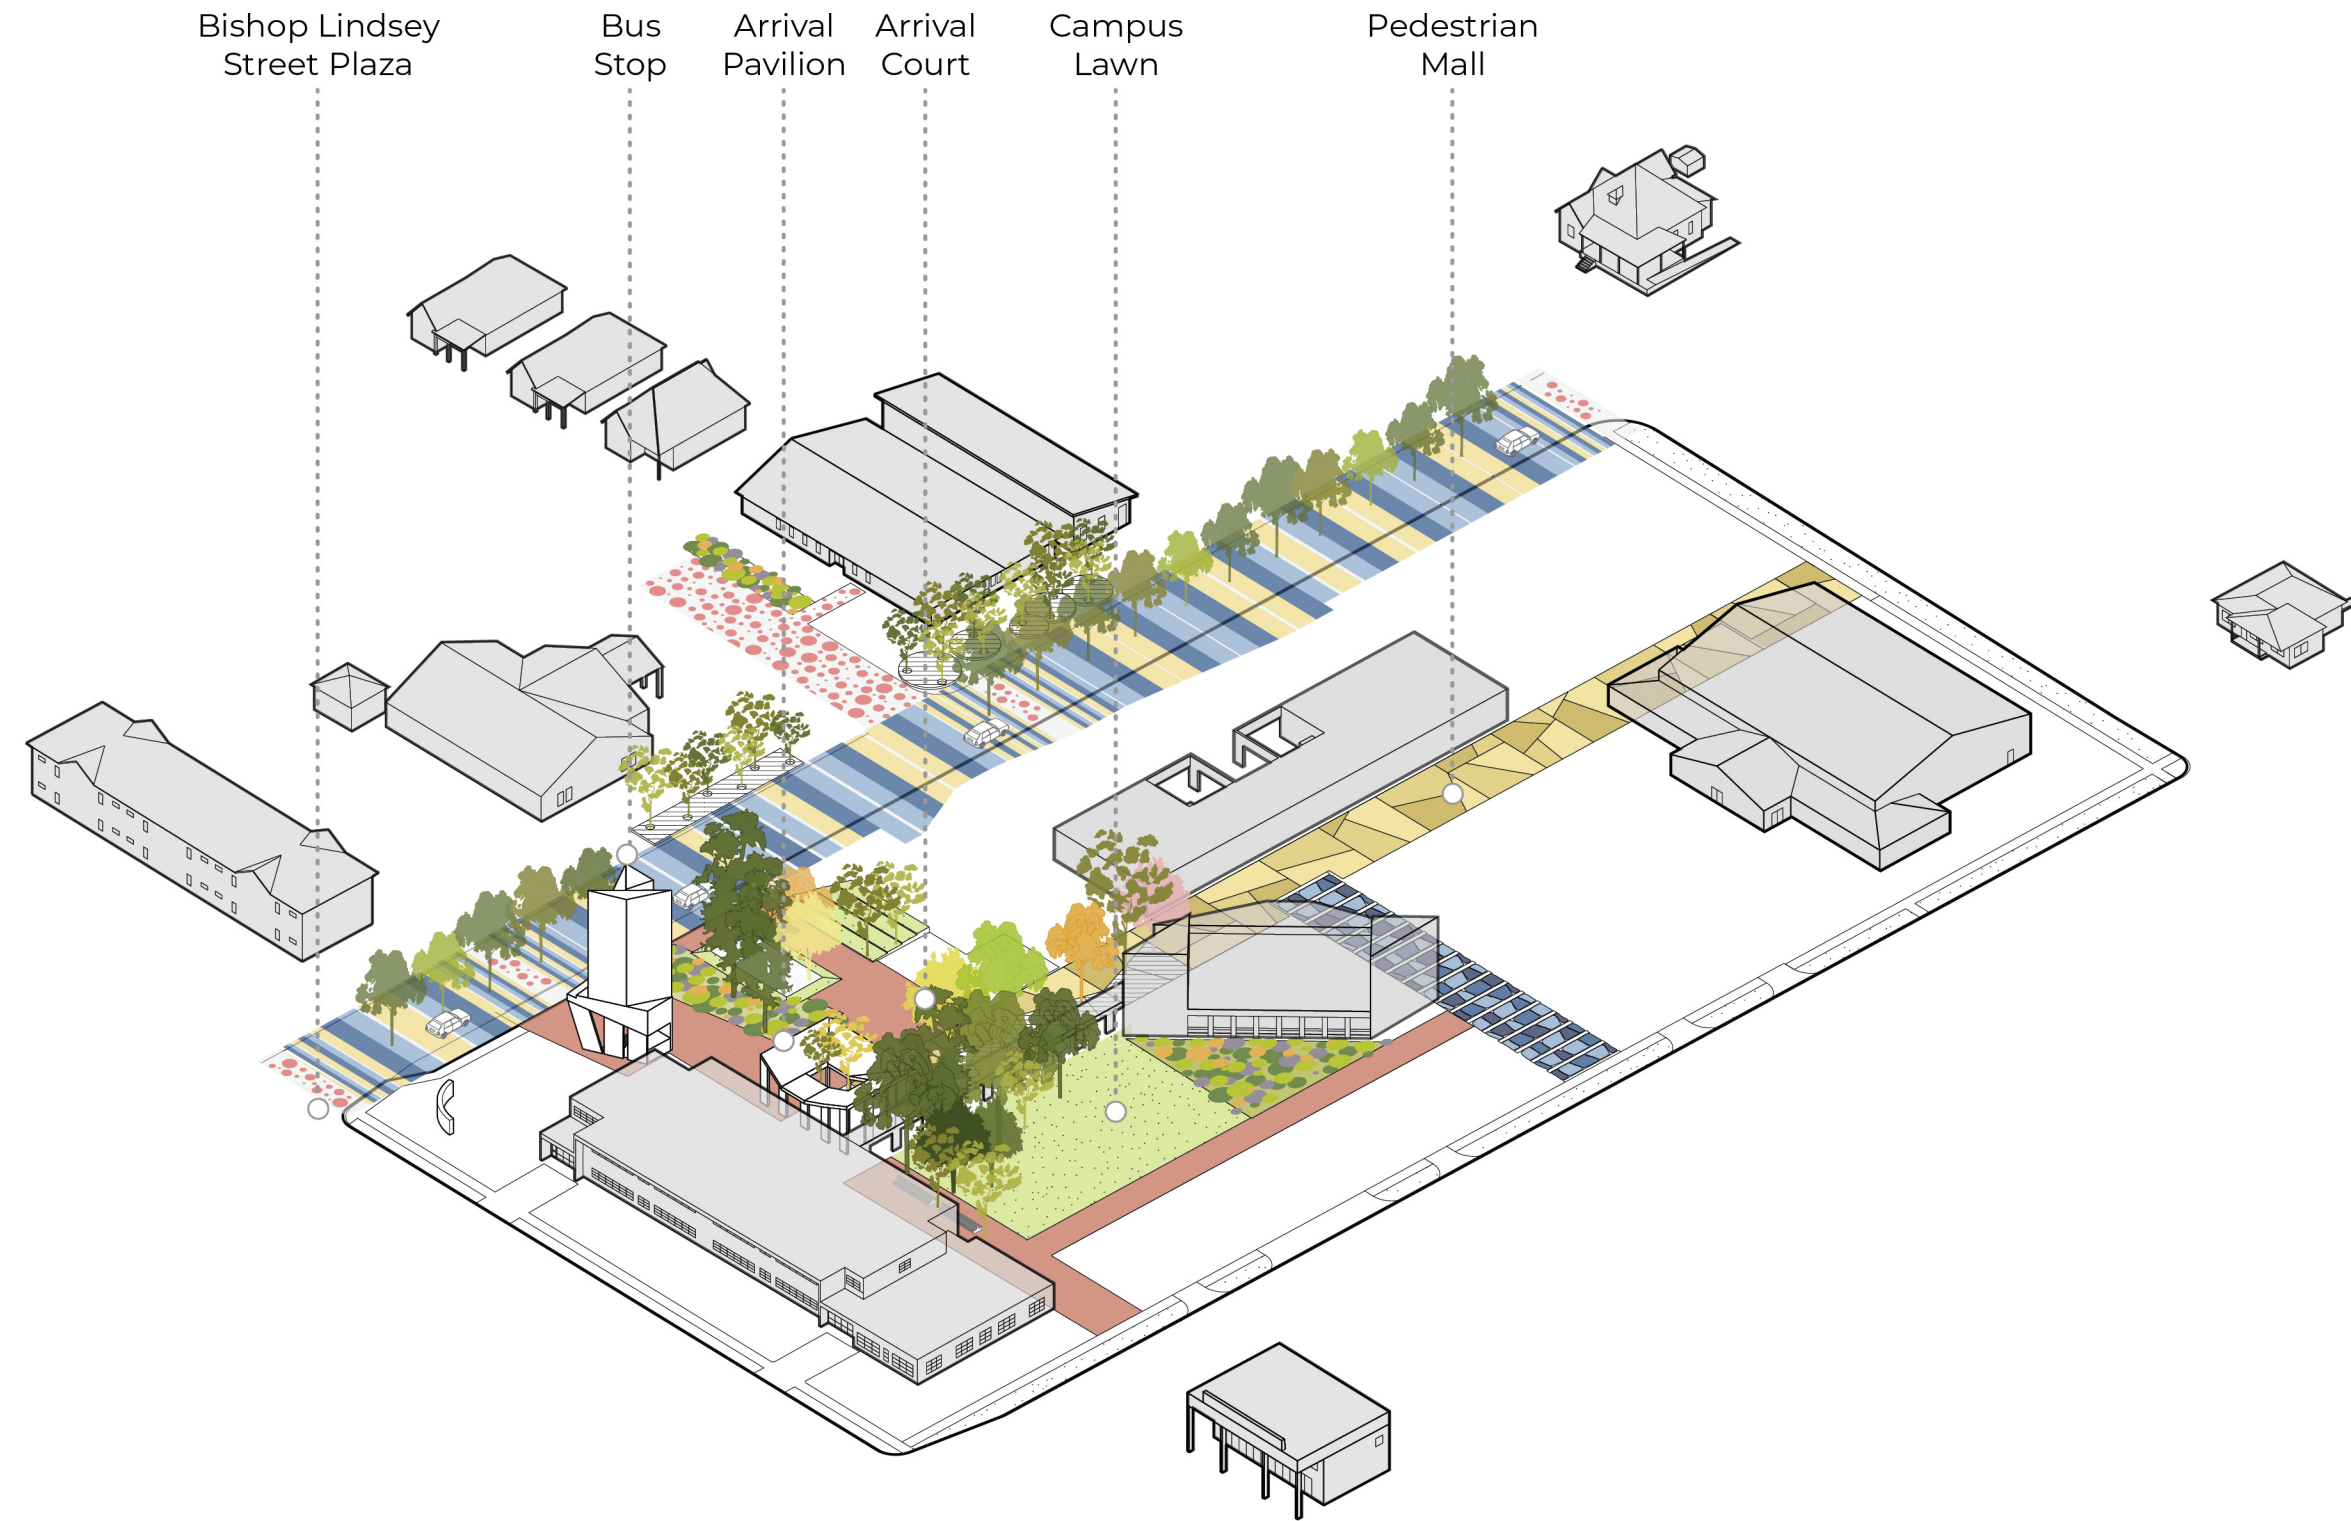 Bishop Lindsey
Street Plaza
Bus
Stop
Arrival
Pavilion
Arrival
Court
Campus
Lawn
Pedestrian
Mall